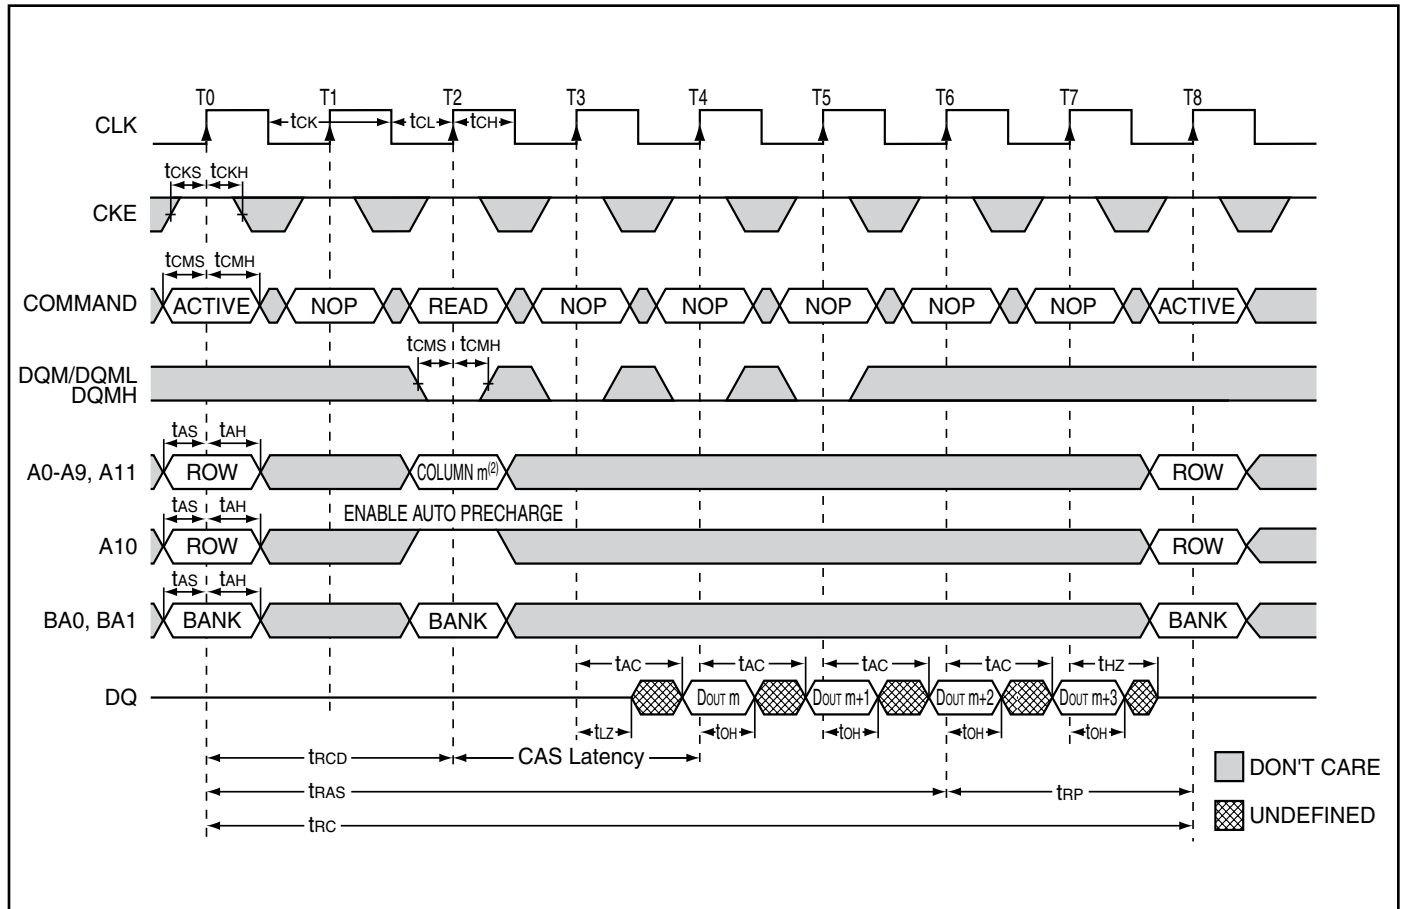 T0 T1 T2 T3 T4 T5 T6 T7 T8
CLK tCK tCL tCH
tCKS tCKH
CKE
tCMS tCMH
COMMAND ACTIVE NOP READ NOP NOP NOP NOP NOP ACTIVE
tCMS tCMH
DQM/DQML
DQMH
tAS tAH
A0-A9, A11 ROW COLUMN m(2) ROW
tAS tAH ENABLE AUTO PRECHARGE
A10 ROW ROW
tAS tAH
BA0, BA1 BANK BANK BANK
tAC tAC tAC tAC tHZ
DQ DOUT m DOUT m+1 DOUT m+2 DOUT m+3
tLZ tOH tOH tOH tOH
tRCD CAS Latency
DON'T CARE
tRAS tRP
UNDEFINED
tRC